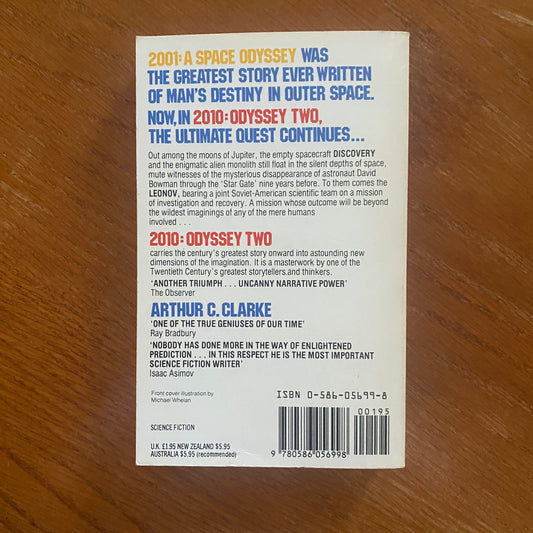 2001: A SPACE ODYSSEY WAS
THE GREATEST STORY EVER WRITTEN
OF MAN'S DESTINY IN OUTER SPACE.
NOW, IN 2010: ODYSSEY TWO,
THE ULTIMATE QUEST CONTINUES...
Out among the moons of Jupiter, the empty spacecraft DISCOVERY
and the enigmatic alien monolith still float in the silent depths of space,
mute witnesses of the mysterious disappearance of astronaut David
Bowman through the 'Star Gate' nine years before. To them comes the
LEONOV, bearing a joint Soviet-American scientific team on a mission
of investigation and recovery. A mission whose outcome will be beyond
the wildest imaginings of any of the mere humans
involved . . .
2010: ODYSSEY TWO
carries the century's greatest story onward into astounding new
dimensions of the imagination. It is a masterwork by one of the
Twentieth Century's greatest storytellers and thinkers.
'ANOTHER TRIUMPH . . . UNCANNY NARRATIVE POWER'
The Observer
ARTHUR C. CLARKE
'ONE OF THE TRUE GENIUSES OF OUR TIME'
Ray Bradbury
'NOBODY HAS DONE MORE IN THE WAY OF ENLIGHTENED
PREDICTION . . . IN THIS RESPECT HE IS THE MOST IMPORTANT
SCIENCE FICTION WRITER'
Isaac Asimov
Front cover illustration by
Michael Whelan
SCIENCE FICTION
U.K. £1.95 NEW ZEALAND $5.95
AUSTRALIA $5.95 (recommended)
ISBN 0-586-05699-8
00195
9 780586 056998